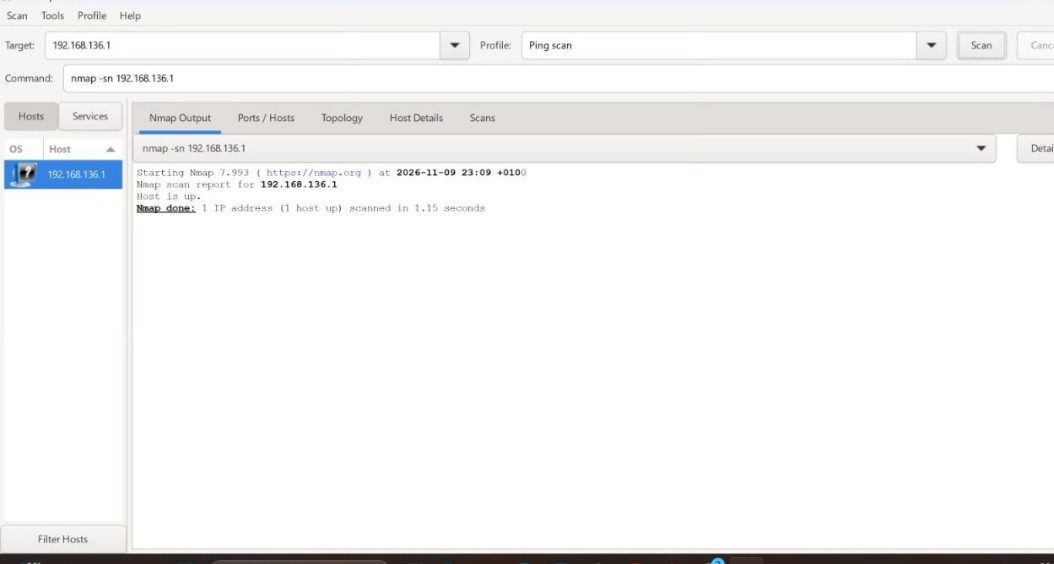 Scan Tools Profile Help
Target: 192.168.136.1 Profile: Ping scan Scan
Command: nmap -sn 192.168.136.1
Hosts Services
Nmap Output Ports / Hosts Topology Host Details Scans
OS Host
192.168.136.1
nmap -sn 192.168.136.1
Starting Nmap 7.993 ( https://nmap.org ) at 2026-11-09 23:09 +0100
Nmap scan report for 192.168.136.1
Host is up.
Nmap done: 1 IP address (1 host up) scanned in 1.15 seconds
Filter Hosts